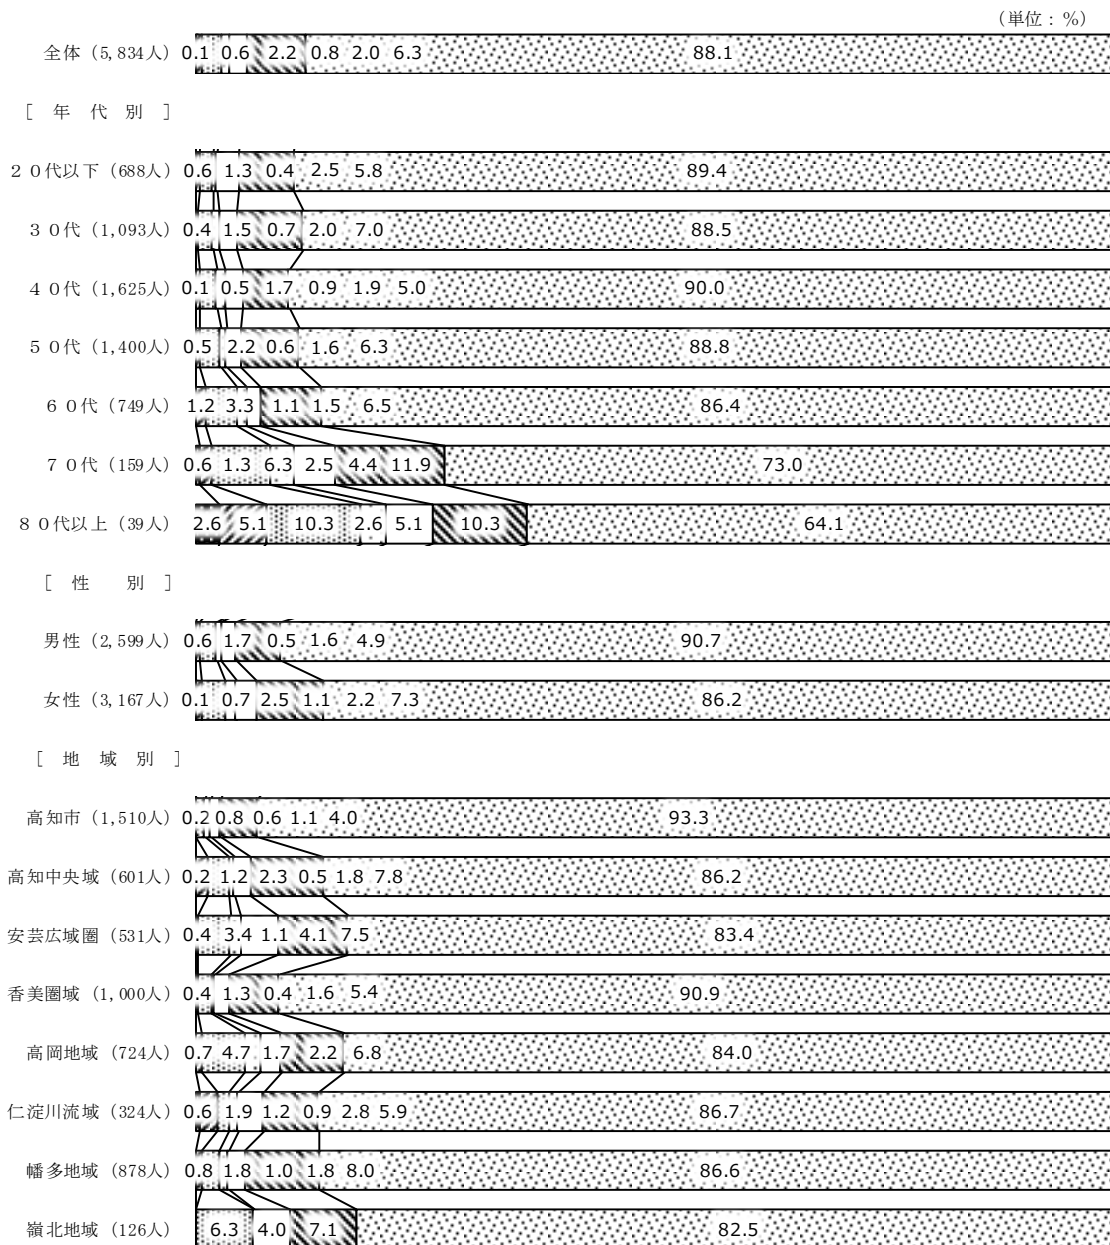 （単位：％）
全体（5,834人） 0.1 0.6 2.2 0.8 2.0 6.3 88.1
［ 年 代 別 ］
２０代以下（688人） 0.6 1.3 0.4 2.5 5.8 89.4
３０代（1,093人） 0.4 1.5 0.7 2.0 7.0 88.5
４０代（1,625人） 0.1 0.5 1.7 0.9 1.9 5.0 90.0
５０代（1,400人） 0.5 2.2 0.6 1.6 6.3 88.8
６０代（749人） 1.2 3.3 1.1 1.5 6.5 86.4
７０代（159人） 0.6 1.3 6.3 2.5 4.4 11.9 73.0
８０代以上（39人） 2.6 5.1 10.3 2.6 5.1 10.3 64.1
［ 性 別 ］
男性（2,599人） 0.6 1.7 0.5 1.6 4.9 90.7
女性（3,167人） 0.1 0.7 2.5 1.1 2.2 7.3 86.2
［ 地 域 別 ］
高知市（1,510人） 0.2 0.8 0.6 1.1 4.0 93.3
高知中央域（601人） 0.2 1.2 2.3 0.5 1.8 7.8 86.2
安芸広域圏（531人） 0.4 3.4 1.1 4.1 7.5 83.4
香美圏域（1,000人） 0.4 1.3 0.4 1.6 5.4 90.9
高岡地域（724人） 0.7 4.7 1.7 2.2 6.8 84.0
仁淀川流域（324人） 0.6 1.9 1.2 0.9 2.8 5.9 86.7
幡多地域（878人） 0.8 1.8 1.0 1.8 8.0 86.6
嶺北地域（126人） 6.3 4.0 7.1 82.5